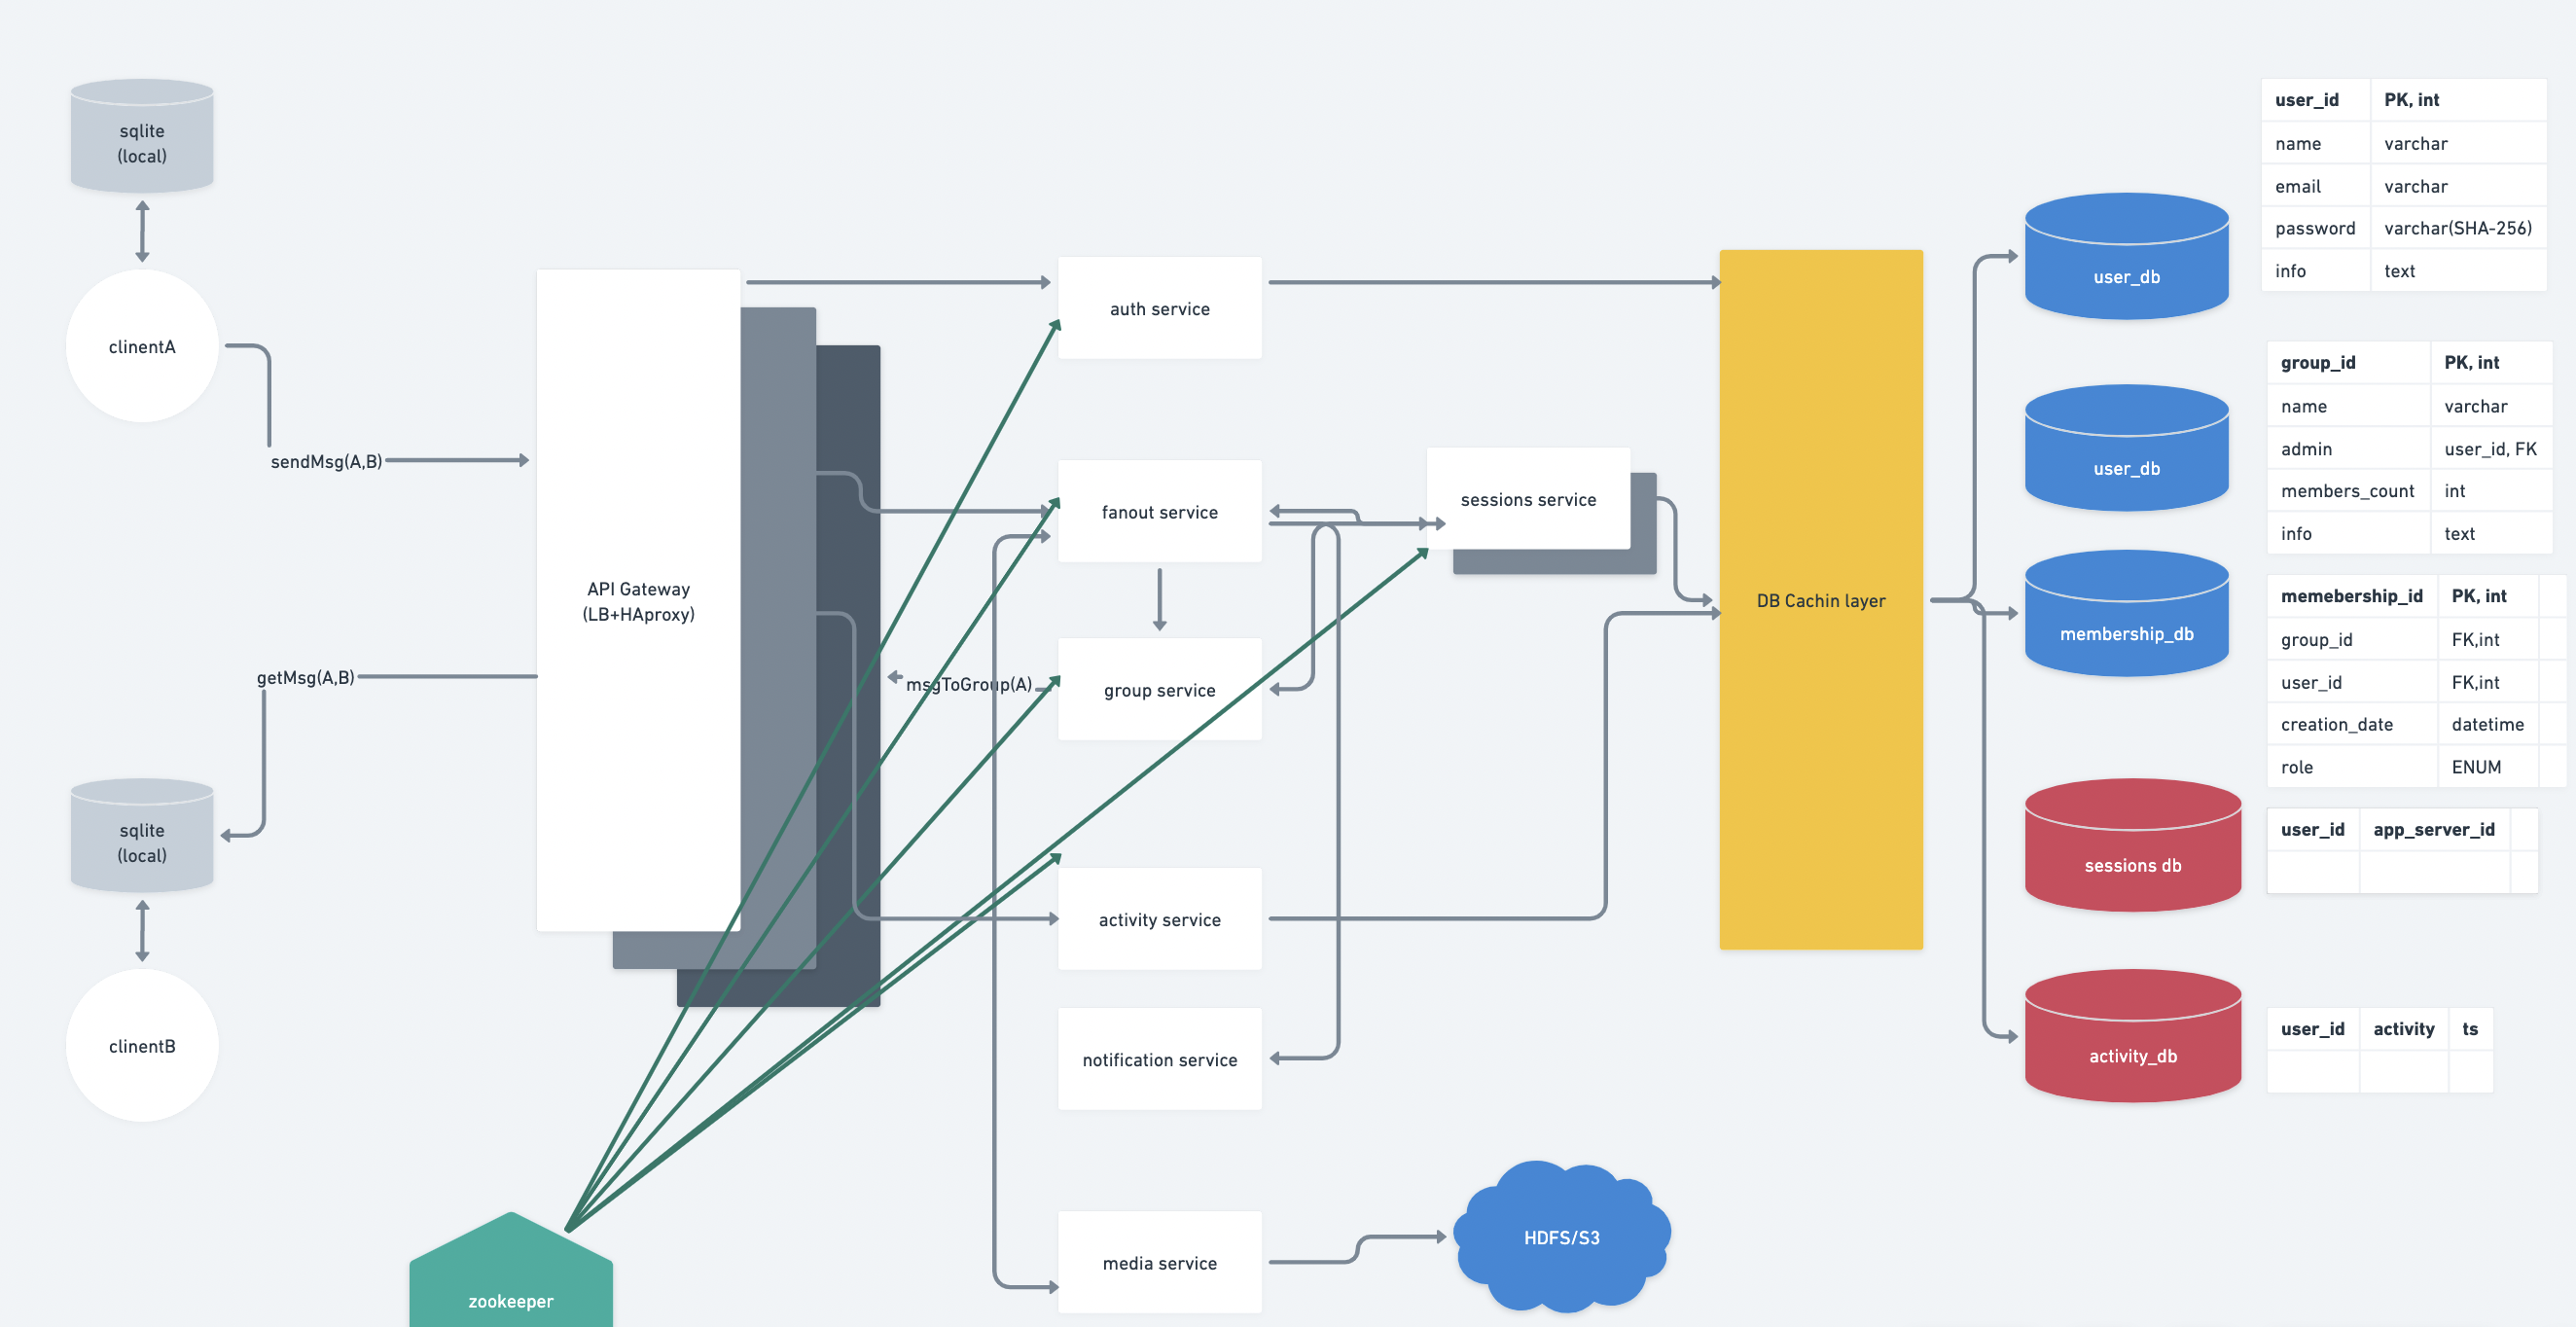 sqlite
(local)
clinentA
sendMsg(A,B)
getMsg(A,B)
sqlite
(local)
clinentB
API Gateway
(LB+HAproxy)
msgToGroup(A)
zookeeper
auth service
fanout service
group service
activity service
notification service
media service
sessions service
HDFS/S3
DB Cachin layer
user_db
user_db
membership_db
sessions db
activity_db
user_id PK, int
name varchar
email varchar
password varchar(SHA-256)
info text
group_id PK, int
name varchar
admin user_id, FK
members_count int
info text
memebership_id PK, int
group_id FK,int
user_id FK,int
creation_date datetime
role ENUM
user_id app_server_id
user_id activity ts